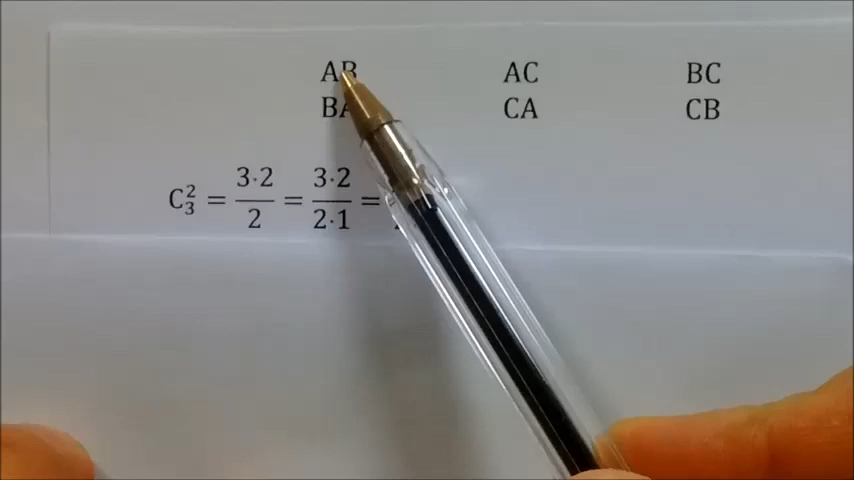 AB AC BC
BA CA CB
C₃² = 3·2/2 = 3·2/2·1 =